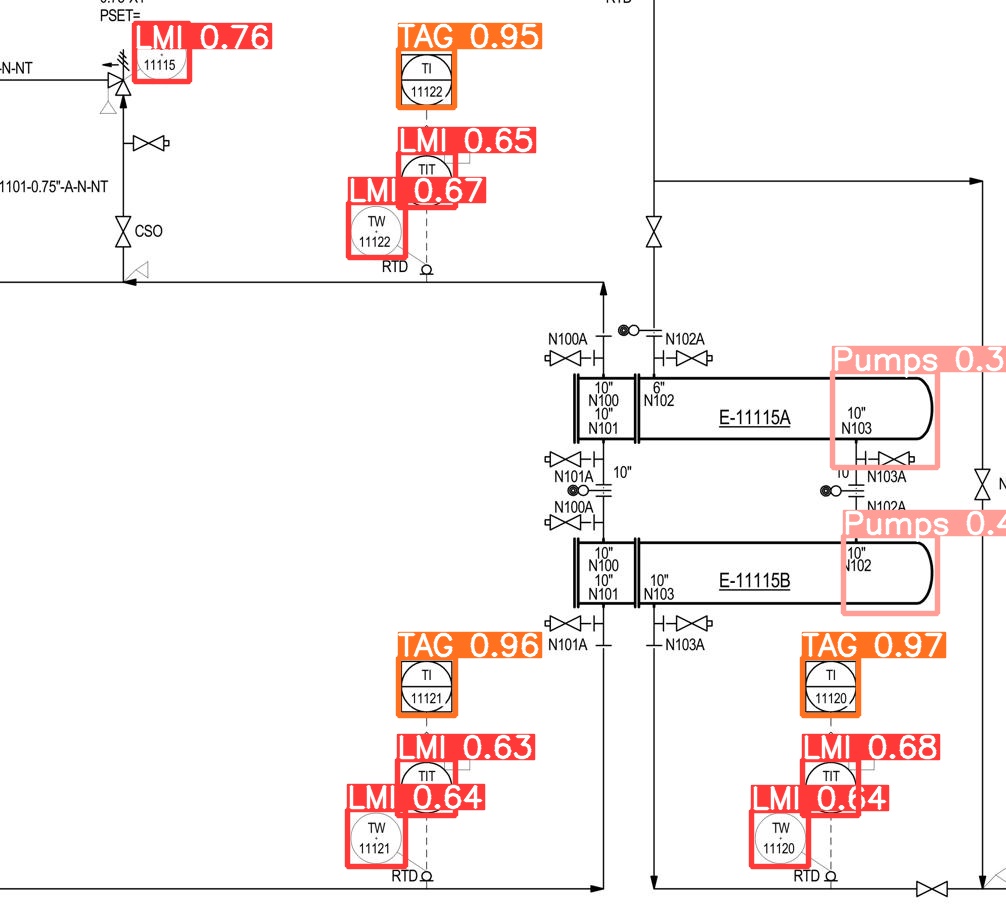 PSET=
LMI 0.76
11115
-N-NT
TAG 0.95
TI
11122
LMI 0.65
TIT
LMI 0.67
TW
11122
RTD
1101-0.75"-A-N-NT
CSO
N100A
N102A
Pumps 0.3
10"
N100
10"
N101
6"
N102
E-11115A
10"
N103
N101A
10"
N103A
10
N100A
N102A
Pumps 0.4
10"
N100
10"
N101
10"
N103
E-11115B
10"
N102
N101A
N103A
TAG 0.96
TI
11121
TAG 0.97
TI
11120
LMI 0.63
TIT
LMI 0.64
TW
11121
RTD
LMI 0.68
TIT
LMI 0.64
TW
11120
RTD